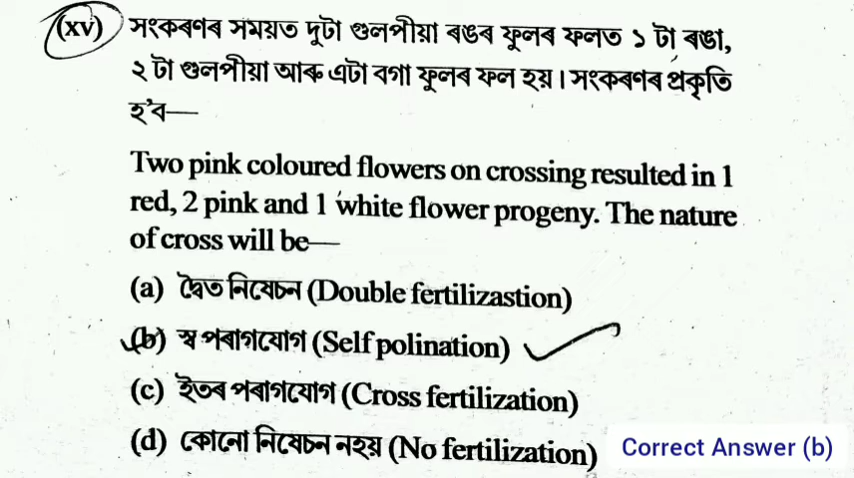 (xv) সংকৰণৰ সময়ত দুটা গুলপীয়া ৰঙৰ ফুলৰ ফলত ১ টা ৰঙা,
২ টা গুলপীয়া আৰু এটা বগা ফুলৰ ফল হয়। সংকৰণৰ প্ৰকৃতি
হ'ব—
Two pink coloured flowers on crossing resulted in 1
red, 2 pink and 1 white flower progeny. The nature
of cross will be—
(a) দ্বৈত নিষেচন (Double fertilizastion)
(b) স্ব পৰাগযোগ (Self polination)
(c) ইতৰ পৰাগযোগ (Cross fertilization)
(d) কোনো নিষেচন নহয় (No fertilization) Correct Answer (b)